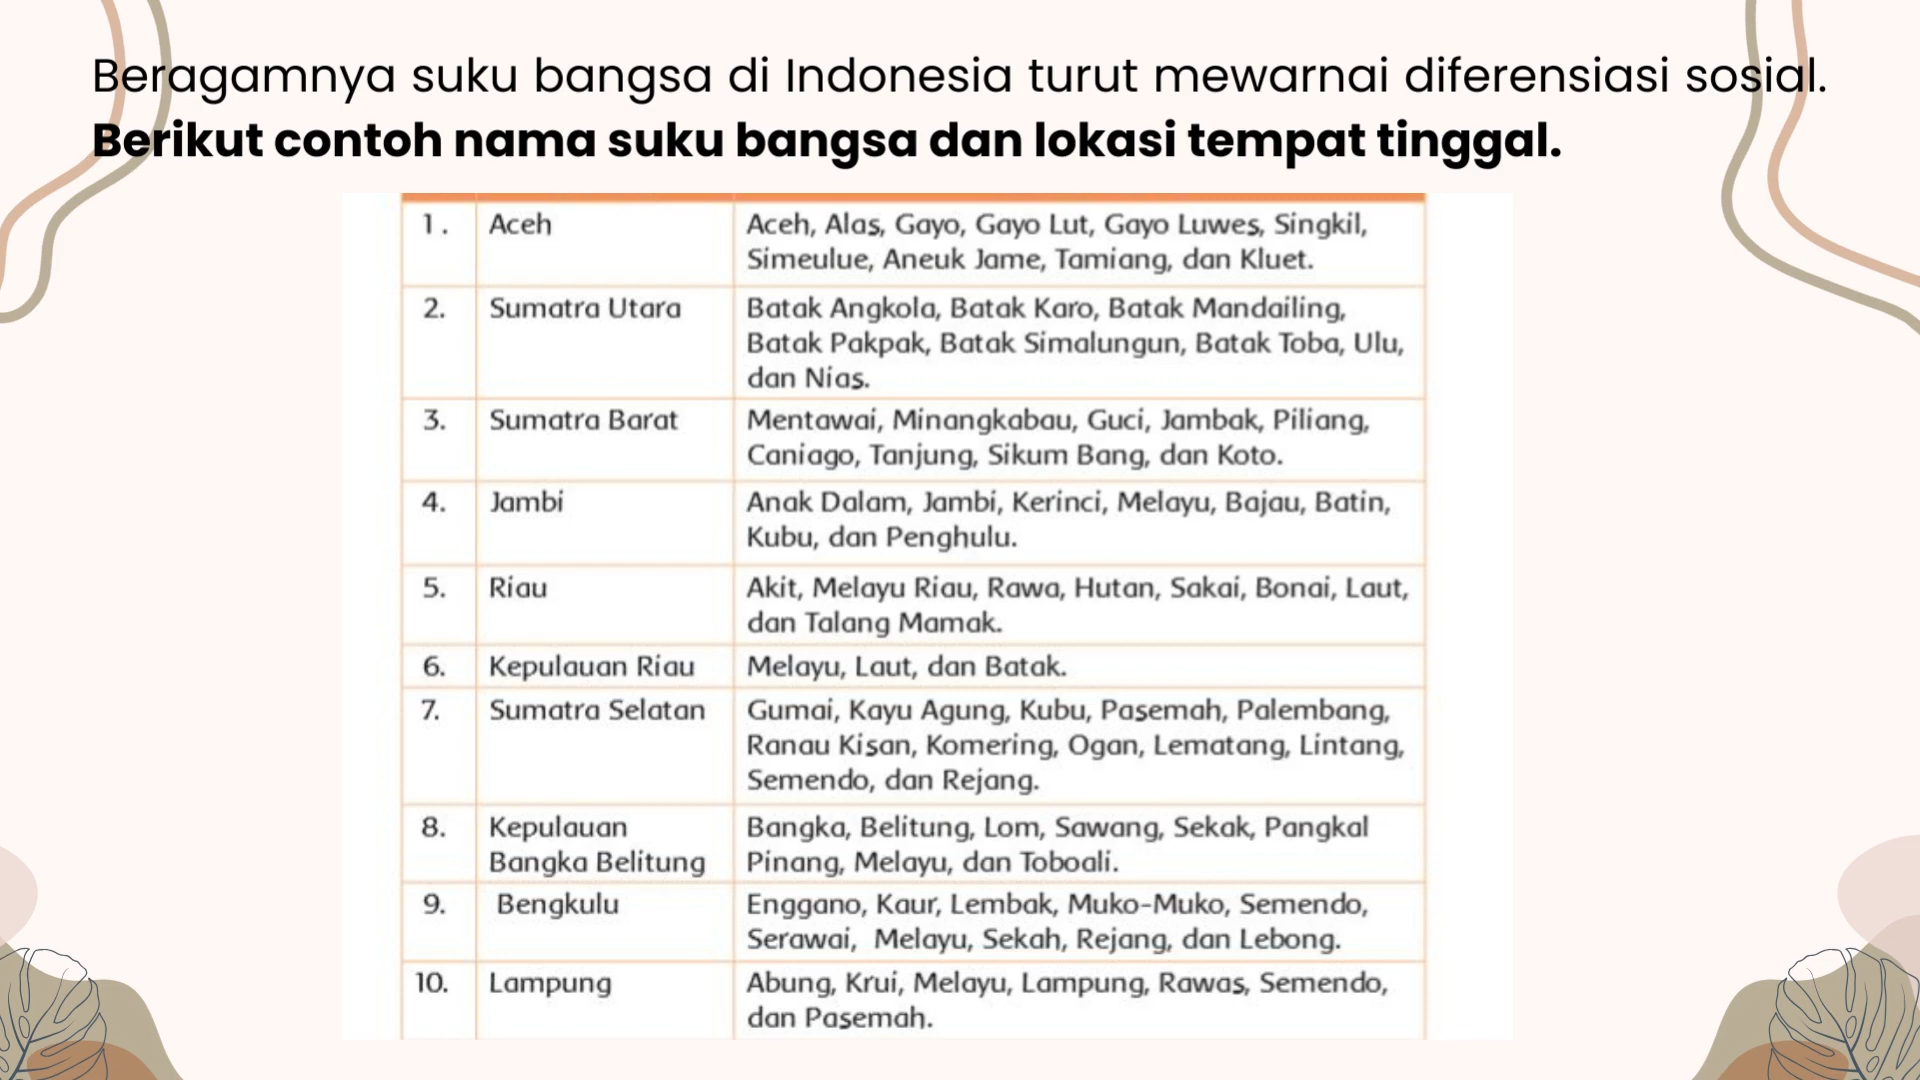 Beragamnya suku bangsa di Indonesia turut mewarnai diferensiasi sosial.
Berikut contoh nama suku bangsa dan lokasi tempat tinggal.
1. Aceh Aceh, Alas, Gayo, Gayo Lut, Gayo Luwes, Singkil,
Simeulue, Aneuk Jame, Tamiang, dan Kluet.
2. Sumatra Utara Batak Angkola, Batak Karo, Batak Mandailing,
Batak Pakpak, Batak Simalungun, Batak Toba, Ulu,
dan Nias.
3. Sumatra Barat Mentawai, Minangkabau, Guci, Jambak, Piliang,
Caniago, Tanjung, Sikum Bang, dan Koto.
4. Jambi Anak Dalam, Jambi, Kerinci, Melayu, Bajau, Batin,
Kubu, dan Penghulu.
5. Riau Akit, Melayu Riau, Rawa, Hutan, Sakai, Bonai, Laut,
dan Talang Mamak.
6. Kepulauan Riau Melayu, Laut, dan Batak.
7. Sumatra Selatan Gumai, Kayu Agung, Kubu, Pasemah, Palembang,
Ranau Kisan, Komering, Ogan, Lematang, Lintang,
Semendo, dan Rejang.
8. Kepulauan Bangka, Belitung, Lom, Sawang, Sekak, Pangkal
Bangka Belitung Pinang, Melayu, dan Toboali.
9. Bengkulu Enggano, Kaur, Lembak, Muko-Muko, Semendo,
Serawai, Melayu, Sekah, Rejang, dan Lebong.
10. Lampung Abung, Krui, Melayu, Lampung, Rawas, Semendo,
dan Pasemah.